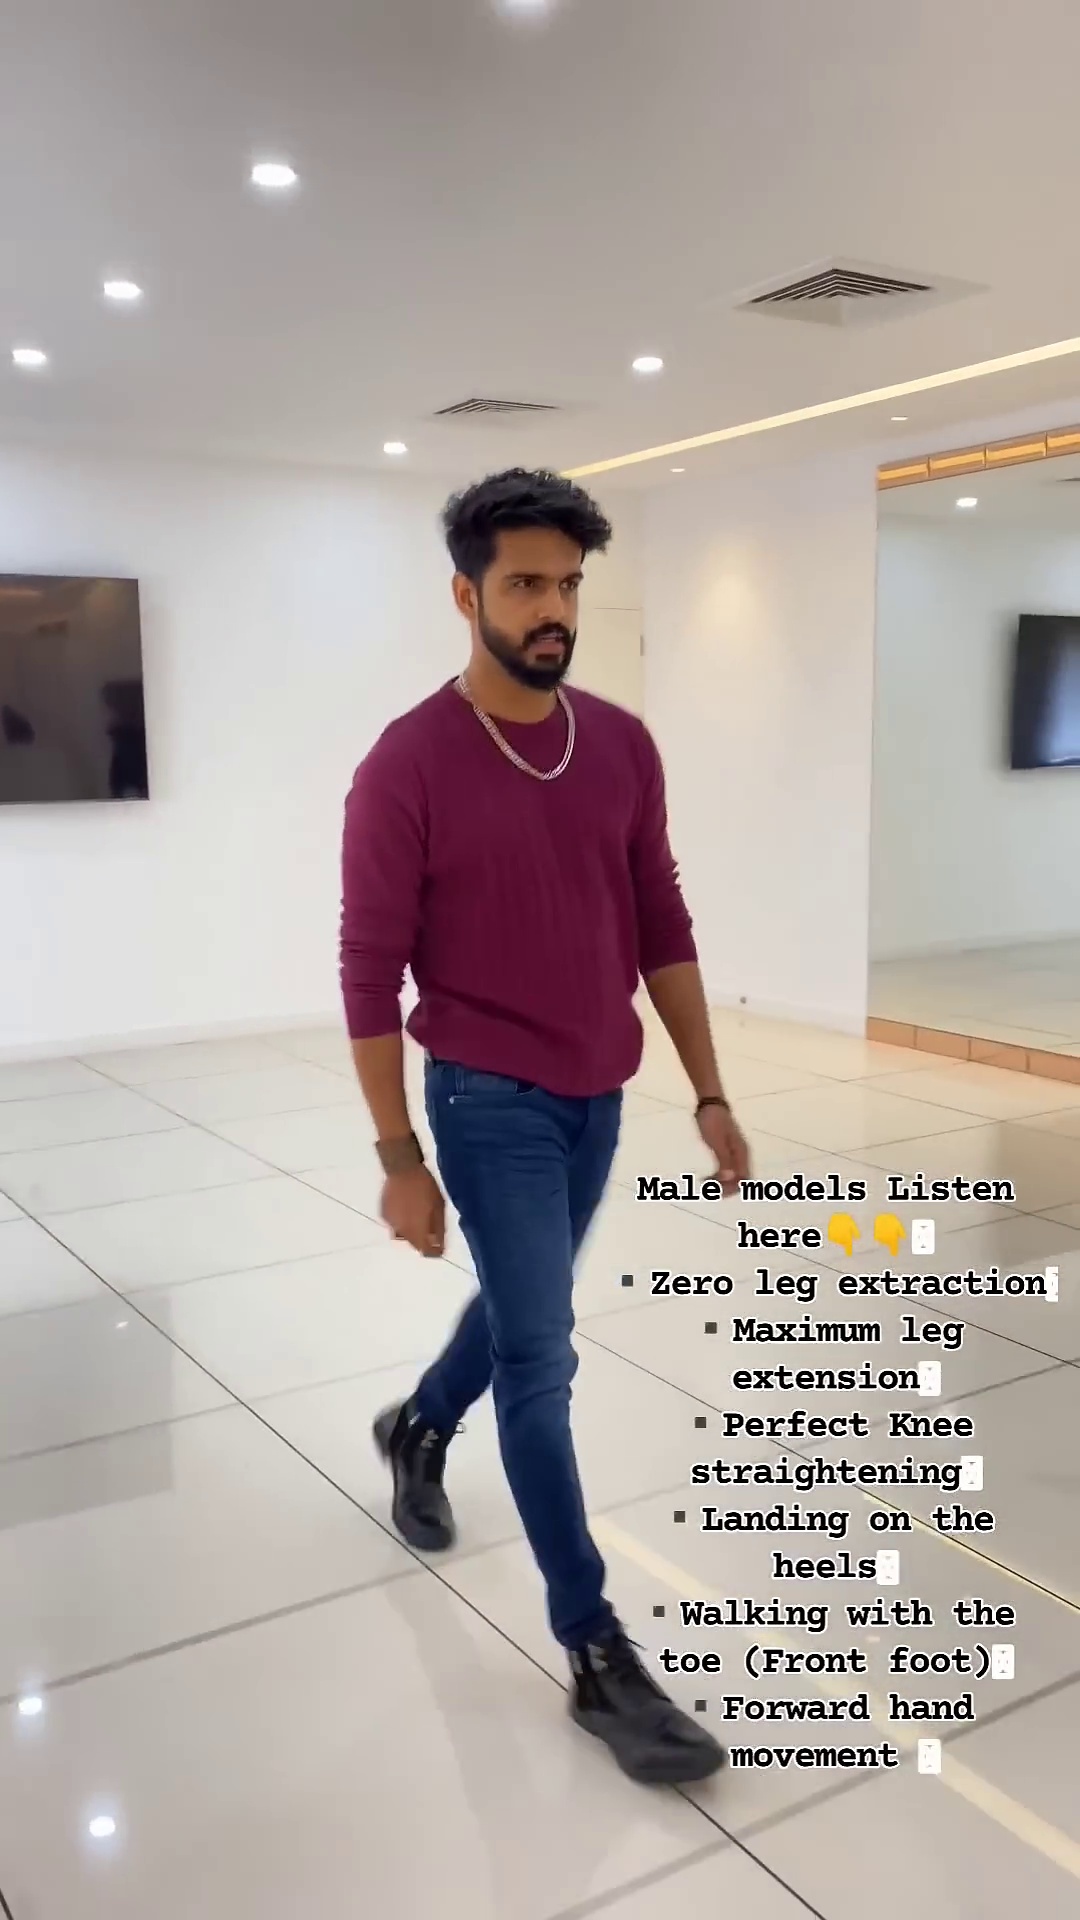 Male models Listen
here👇👇
▪ Zero leg extraction
▪ Maximum leg
extension
▪ Perfect Knee
straightening
▪ Landing on the
heels
▪ Walking with the
toe (Front foot)
▪ Forward hand
movement